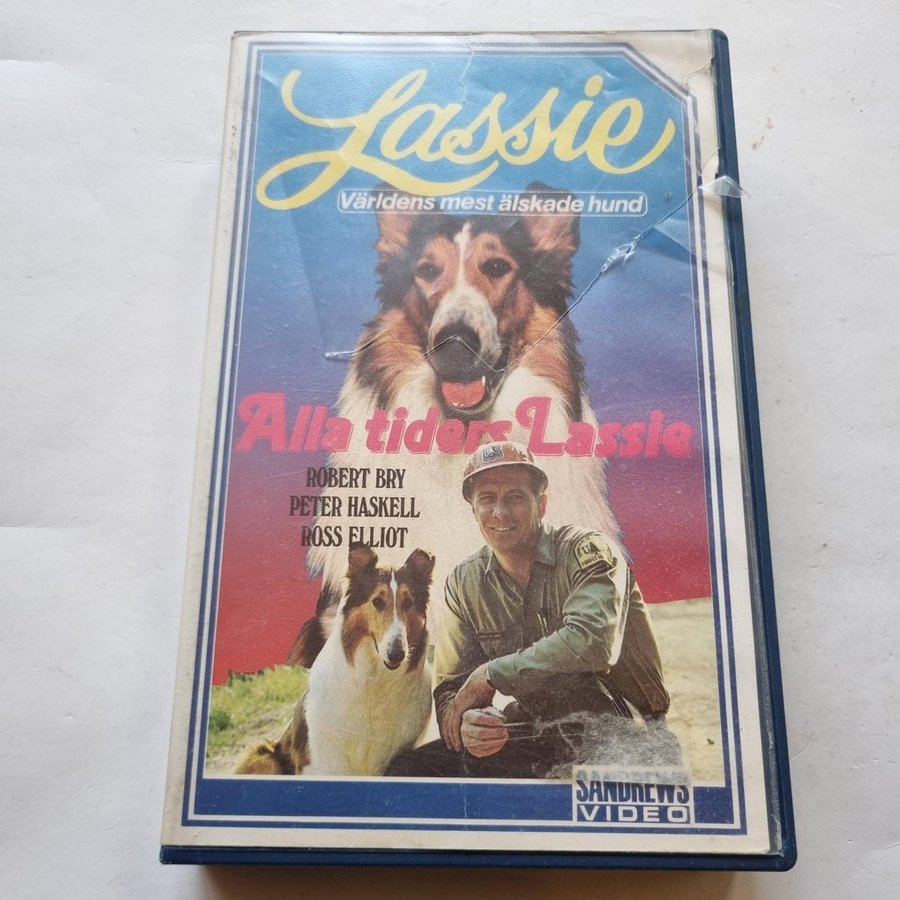 Lassie
Världens mest älskade hund
Alla tiders Lassie
ROBERT BRY
PETER HASKELL
ROSS ELLIOT
SANDREWS
VIDEO